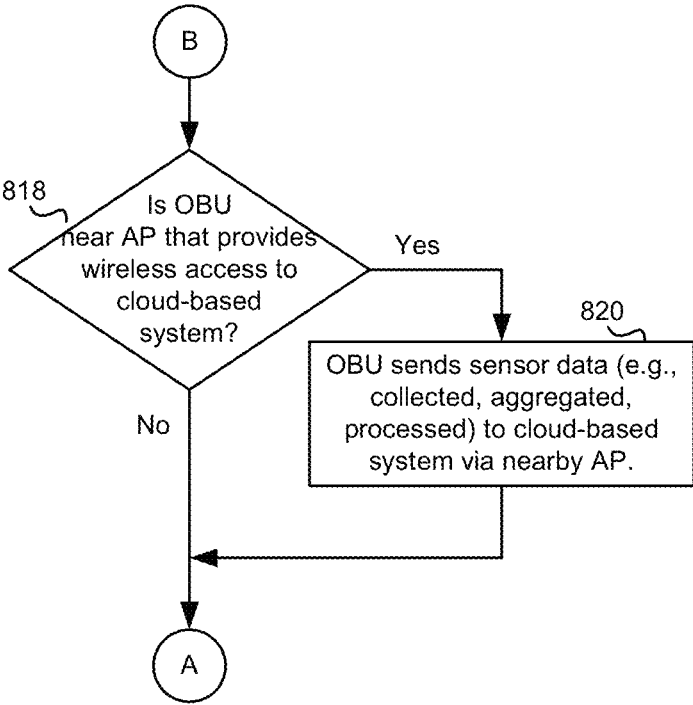 B
818
Is OBU
near AP that provides
wireless access to
cloud-based
system?
Yes
820
OBU sends sensor data (e.g.,
collected, aggregated,
processed) to cloud-based
system via nearby AP.
No
A